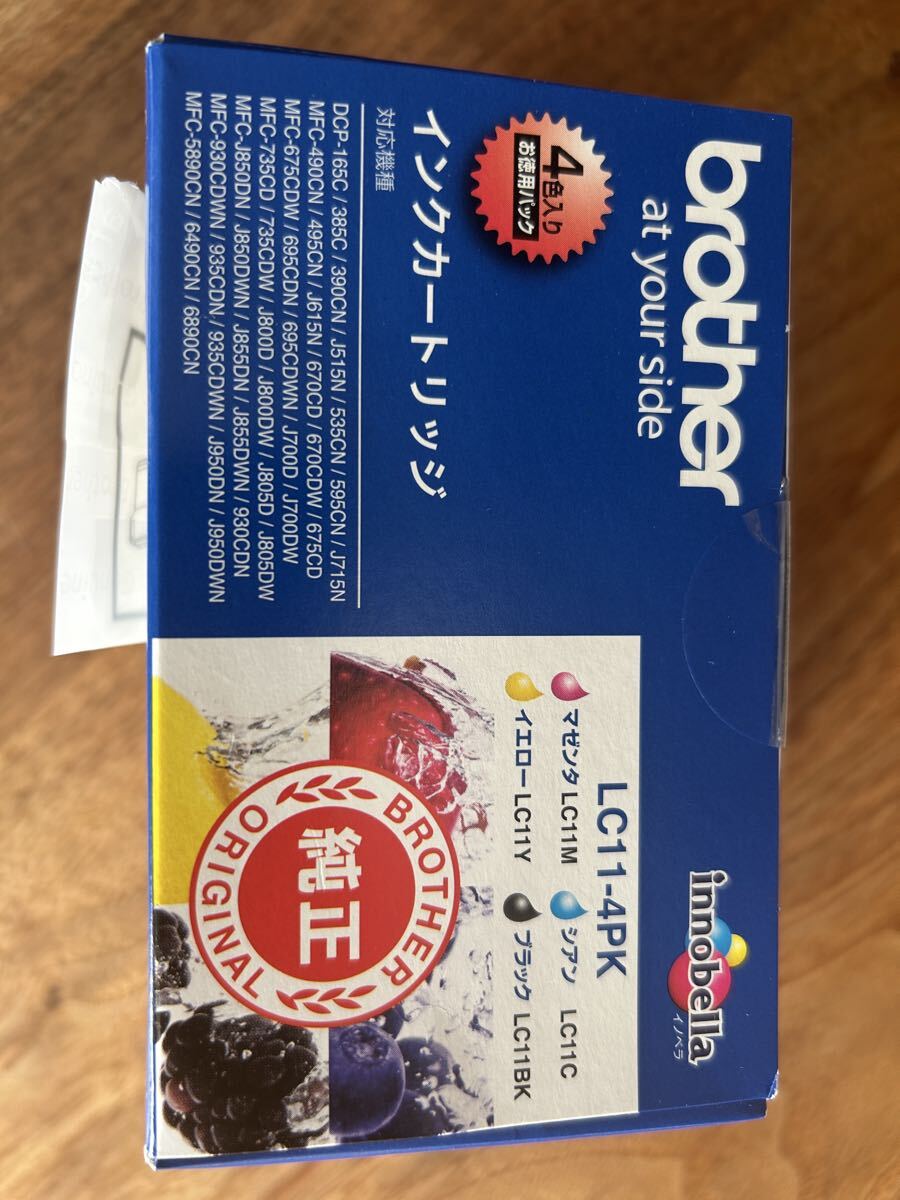 brother
at your side
4色入り
お徳用パック
インクカートリッジ
対応機種
DCP-165C / 385C / 390CN / J515N / 535CN / 595CN / J715N
MFC-490CN / 495CN / J615N / 670CD / 670CDW / 675CD
MFC-675CDW / 695CDN / 695CDWN / J700D / J700DW
MFC-735CD / 735CDW / J800D / J800DW / J805D / J805DW
MFC-J850DN / J850DWN / J855DN / J855DWN / 930CDN
MFC-930CDWN / 935CDN / 935CDWN / J950DN / J950DWN
MFC-5890CN / 6490CN / 6890CN
innobella
イノベラ
LC11-4PK
マゼンタ LC11M
シアン LC11C
イエロー LC11Y
ブラック LC11BK
BROTHER
純正
ORIGINAL